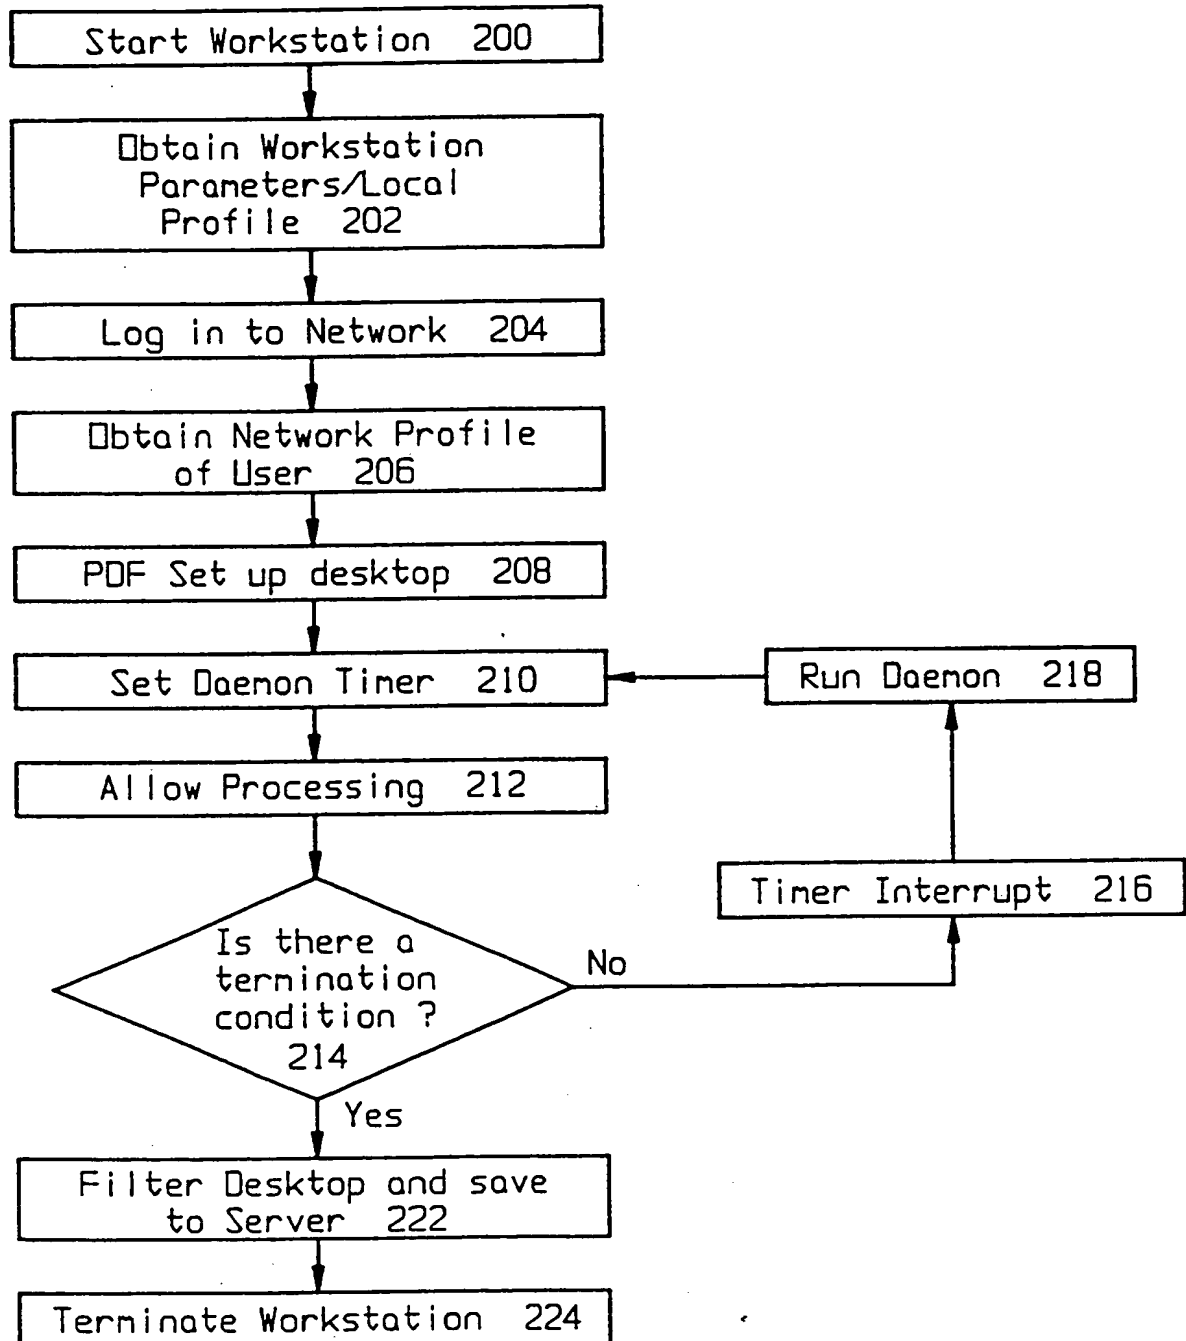 Start Workstation 200
Obtain Workstation
Parameters/Local
Profile 202
Log in to Network 204
Obtain Network Profile
of User 206
PDF Set up desktop 208
Set Daemon Timer 210
Run Daemon 218
Allow Processing 212
Timer Interrupt 216
Is there a
termination
condition ?
214
No
Yes
Filter Desktop and save
to Server 222
Terminate Workstation 224